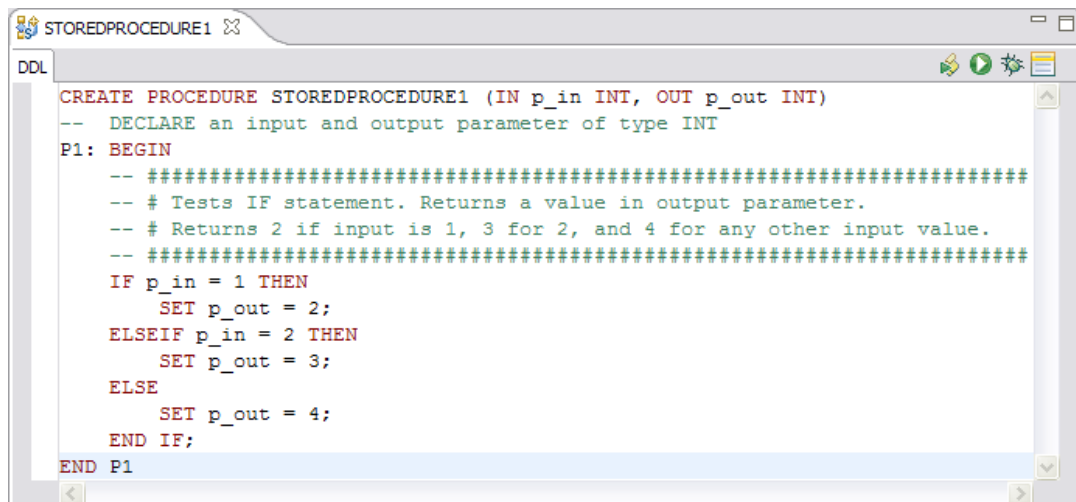 STOREDPROCEDURE1
DDL
CREATE PROCEDURE STOREDPROCEDURE1 (IN p_in INT, OUT p_out INT)
--  DECLARE an input and output parameter of type INT
P1: BEGIN
    -- #######################################################################
    -- # Tests IF statement. Returns a value in output parameter.
    -- # Returns 2 if input is 1, 3 for 2, and 4 for any other input value.
    -- #######################################################################
    IF p_in = 1 THEN
        SET p_out = 2;
    ELSEIF p_in = 2 THEN
        SET p_out = 3;
    ELSE
        SET p_out = 4;
    END IF;
END P1